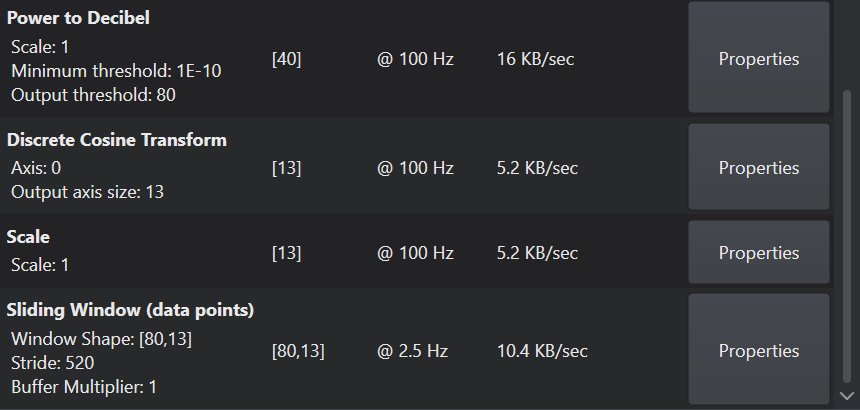 Power to Decibel
Scale: 1
Minimum threshold: 1E-10
Output threshold: 80
[40]
@ 100 Hz
16 KB/sec
Properties
Discrete Cosine Transform
Axis: 0
Output axis size: 13
[13]
@ 100 Hz
5.2 KB/sec
Properties
Scale
Scale: 1
[13]
@ 100 Hz
5.2 KB/sec
Properties
Sliding Window (data points)
Window Shape: [80,13]
Stride: 520
Buffer Multiplier: 1
[80,13]
@ 2.5 Hz
10.4 KB/sec
Properties